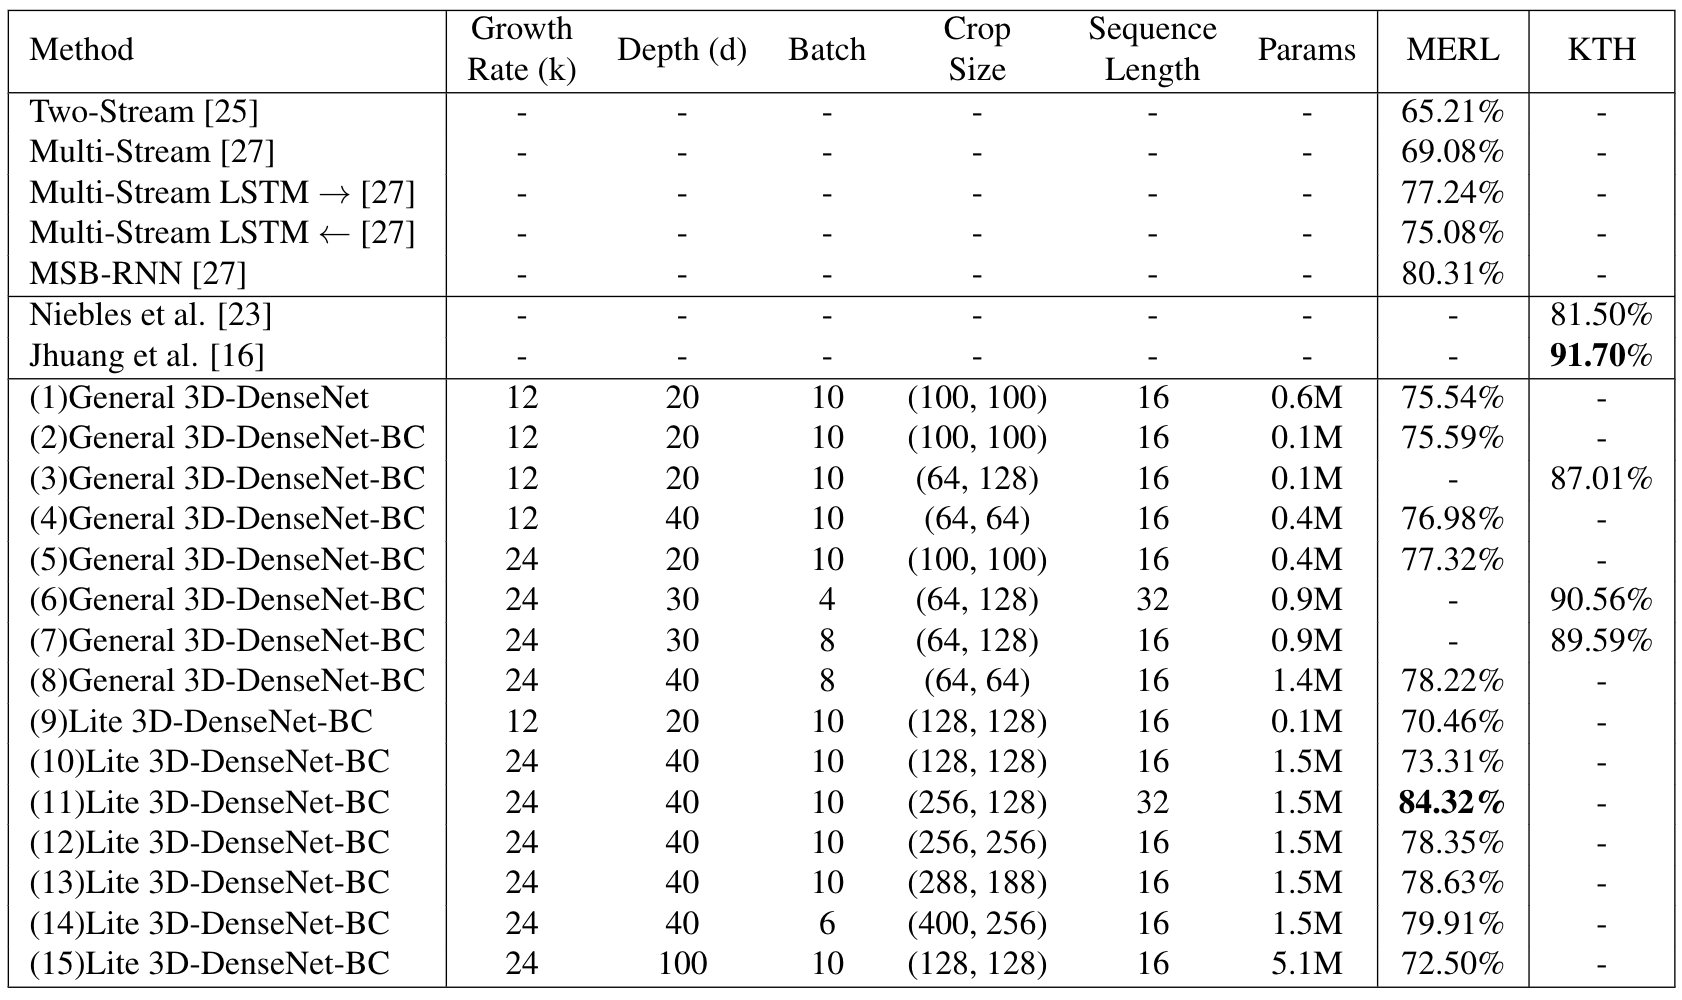 Method Growth Rate (k) Depth (d) Batch Crop Size Sequence Length Params MERL KTH
Two-Stream [25] - - - - - - 65.21% -
Multi-Stream [27] - - - - - - 69.08% -
Multi-Stream LSTM → [27] - - - - - - 77.24% -
Multi-Stream LSTM ← [27] - - - - - - 75.08% -
MSB-RNN [27] - - - - - - 80.31% -
Niebles et al. [23] - - - - - - - 81.50%
Jhuang et al. [16] - - - - - - - 91.70%
(1)General 3D-DenseNet 12 20 10 (100, 100) 16 0.6M 75.54% -
(2)General 3D-DenseNet-BC 12 20 10 (100, 100) 16 0.1M 75.59% -
(3)General 3D-DenseNet-BC 12 20 10 (64, 128) 16 0.1M - 87.01%
(4)General 3D-DenseNet-BC 12 40 10 (64, 64) 16 0.4M 76.98% -
(5)General 3D-DenseNet-BC 24 20 10 (100, 100) 16 0.4M 77.32% -
(6)General 3D-DenseNet-BC 24 30 4 (64, 128) 32 0.9M - 90.56%
(7)General 3D-DenseNet-BC 24 30 8 (64, 128) 16 0.9M - 89.59%
(8)General 3D-DenseNet-BC 24 40 8 (64, 64) 16 1.4M 78.22% -
(9)Lite 3D-DenseNet-BC 12 20 10 (128, 128) 16 0.1M 70.46% -
(10)Lite 3D-DenseNet-BC 24 40 10 (128, 128) 16 1.5M 73.31% -
(11)Lite 3D-DenseNet-BC 24 40 10 (256, 128) 32 1.5M 84.32% -
(12)Lite 3D-DenseNet-BC 24 40 10 (256, 256) 16 1.5M 78.35% -
(13)Lite 3D-DenseNet-BC 24 40 10 (288, 188) 16 1.5M 78.63% -
(14)Lite 3D-DenseNet-BC 24 40 6 (400, 256) 16 1.5M 79.91% -
(15)Lite 3D-DenseNet-BC 24 100 10 (128, 128) 16 5.1M 72.50% -